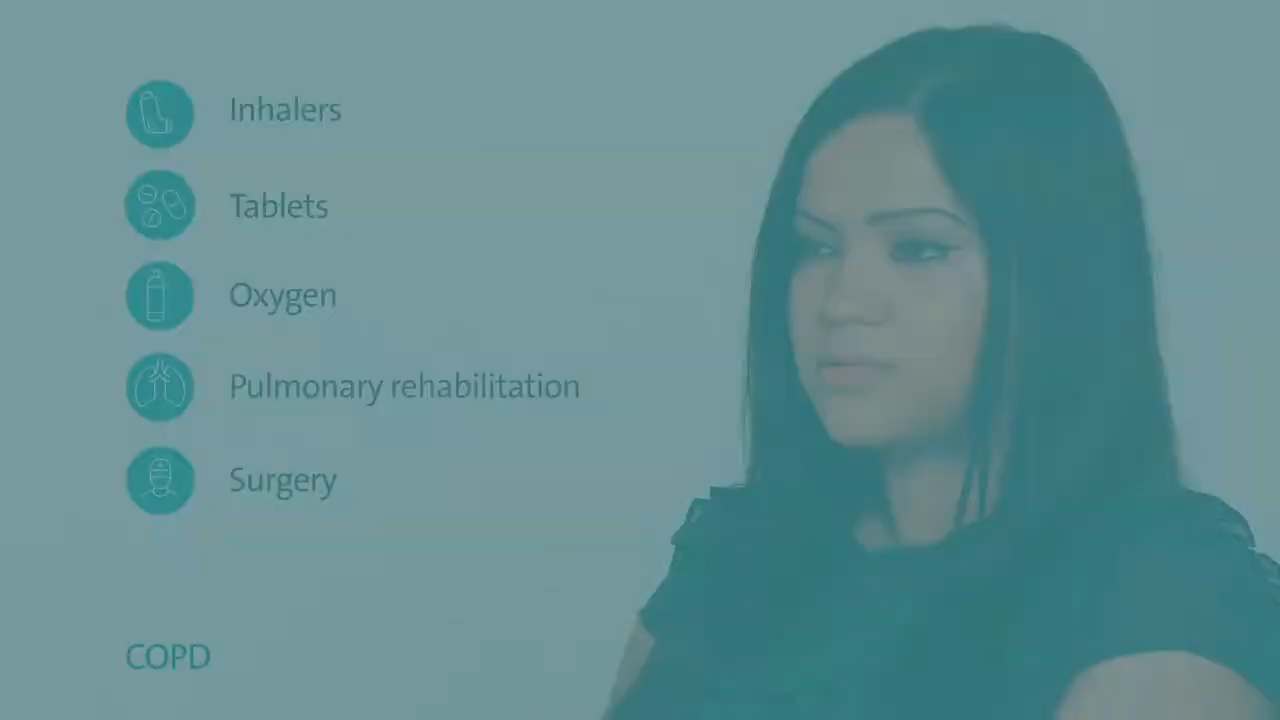 Inhalers
Tablets
Oxygen
Pulmonary rehabilitation
Surgery
COPD